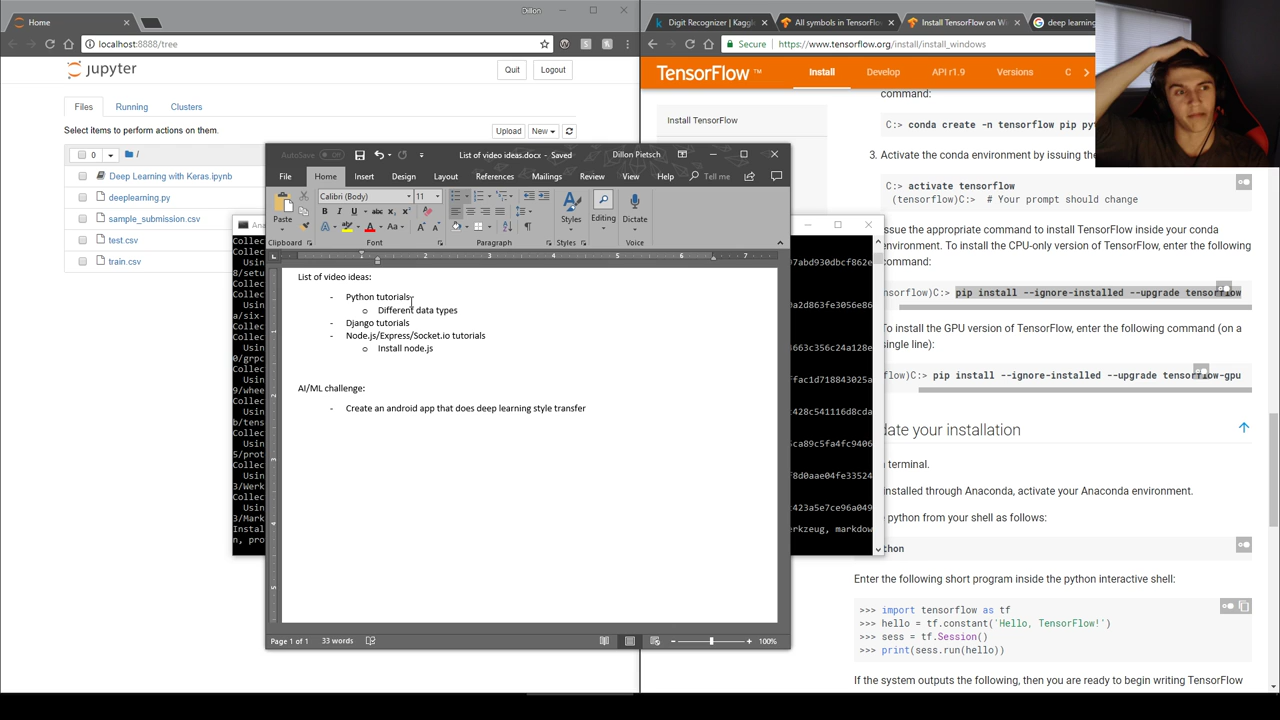 Home
Dillon
localhost:8888/tree
jupyter
Quit
Logout
Files
Running
Clusters
Select items to perform actions on them.
Upload
New
0
/
Deep Learning with Keras.ipynb
deeplearning.py
sample_submission.csv
test.csv
train.csv
AutoSave
Off
List of video ideas.docx - Saved
Dillon Pietsch
File
Home
Insert
Design
Layout
References
Mailings
Review
View
Help
Tell me
Calibri (Body)
11
Paste
Styles
Editing
Dictate
Clipboard
Font
Paragraph
Styles
Voice
List of video ideas:
- Python tutorials
o Different data types
- Django tutorials
- Node.js/Express/Socket.io tutorials
o Install node.js
AI/ML challenge:
- Create an android app that does deep learning style transfer
Page 1 of 1
33 words
100%
Digit Recognizer | Kaggle
All symbols in TensorFlow
Install TensorFlow on Wi
deep learning
Secure
https://www.tensorflow.org/install/install_windows
TensorFlow™
Install
Develop
API r1.9
Versions
C
Install TensorFlow
command:
C:> conda create -n tensorflow pip pyt
3. Activate the conda environment by issuing the
C:> activate tensorflow
(tensorflow)C:> # Your prompt should change
ssue the appropriate command to install TensorFlow inside your conda
environment. To install the CPU-only version of TensorFlow, enter the following
command:
nsorflow)C:> pip install --ignore-installed --upgrade tensorflow
To install the GPU version of TensorFlow, enter the following command (on a
single line):
flow)C:> pip install --ignore-installed --upgrade tensorflow-gpu
date your installation
terminal.
installed through Anaconda, activate your Anaconda environment.
python from your shell as follows:
thon
Enter the following short program inside the python interactive shell:
>>> import tensorflow as tf
>>> hello = tf.constant('Hello, TensorFlow!')
>>> sess = tf.Session()
>>> print(sess.run(hello))
If the system outputs the following, then you are ready to begin writing TensorFlow